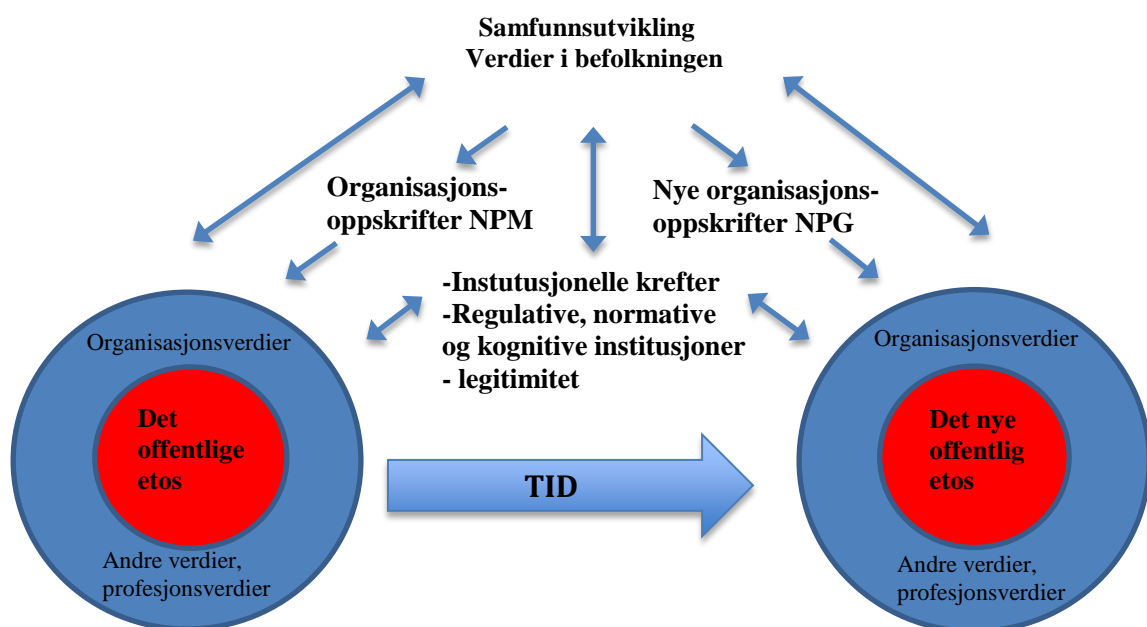 Samfunnsutvikling
Verdier i befolkningen
Organisasjons-
oppskrifter NPM
Nye organisasjons-
oppskrifter NPG
-Instutusjonelle krefter
-Regulative, normative
og kognitive institusjoner
- legitimitet
Organisasjonsverdier
Det
offentlige
etos
Andre verdier,
profesjonsverdier
TID
Organisasjonsverdier
Det nye
offentlig
etos
Andre verdier,
profesjonsverdier